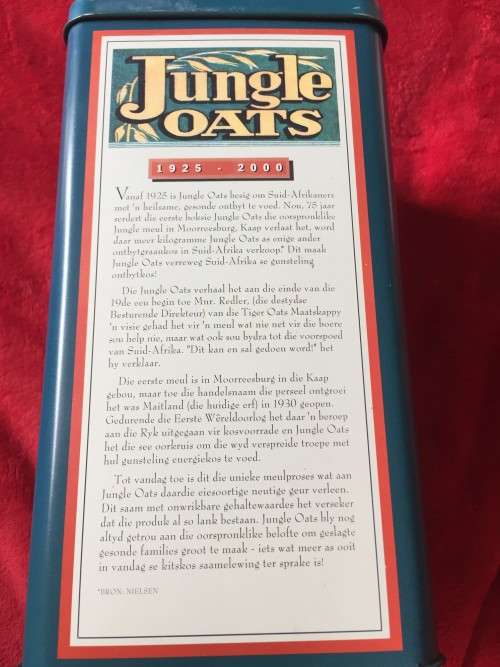 Jungle
OATS
1925 - 2000
Vanaf 1925 is Jungle Oats besig om Suid-Afrikaners
met 'n heilsame, gesonde ontbyt te voed. Nou, 75 jaar
nerdert die eerste boksie Jungle Oats die oorspronklike
Jungle meul in Moorreesburg, Kaap verlaat het, word
daar meer kilogramme Jungle Oats as enige ander
ontbytgraankos in Suid-Afrika verkoop.* Dit maak
Jungle Oats verreweg Suid-Afrika se gunsteling
ontbytkos!
Die Jungle Oats verhaal het aan die einde van die
19de eeu begin toe Mnr. Redler, (die destydse
Besturende Direkteur) van die Tiger Oats Maatskappy
'n visie gehad het vir 'n meul wat nie net vir die boere
sou help nie, maar wat ook sou bydra tot die voorspoed
van Suid-Afrika. "Dit kan en sal gedoen word!" het
hy verklaar.
Die eerste meul is in Moorreesburg in die Kaap
gebou, maar toe die handelsnaam die perseel ontgroei
het was Maitland (die huidige erf) in 1930 geopen.
Gedurende die Eerste Wêreldoorlog het daar 'n beroep
aan die Ryk uitgegaan vir kosvoorrade en Jungle Oats
het die see oorkruis om die wyd verspreide troepe met
hul gunsteling energiekos te voed.
Tot vandag toe is dit die unieke meulproses wat aan
Jungle Oats daardie eiesoortige neutige geur verleen.
Dit saam met onwrikbare gehaltewaardes het verseker
dat die produk al so lank bestaan. Jungle Oats bly nog
altyd getrou aan die oorspronklike belofte om geslagte
gesonde families groot te maak - iets wat meer as ooit
in vandag se kitskos saamelewing ter sprake is!
*BRON: NIELSEN